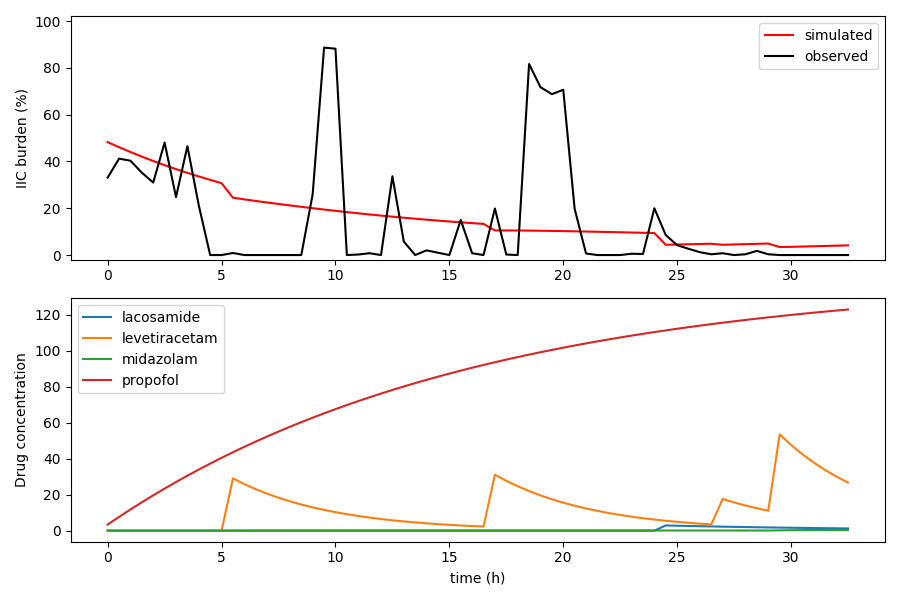 100
80
60
40
20
0
IIC burden (%)
simulated
observed
0 5 10 15 20 25 30
120
100
80
60
40
20
0
Drug concentration
lacosamide
levetiracetam
midazolam
propofol
0 5 10 15 20 25 30
time (h)